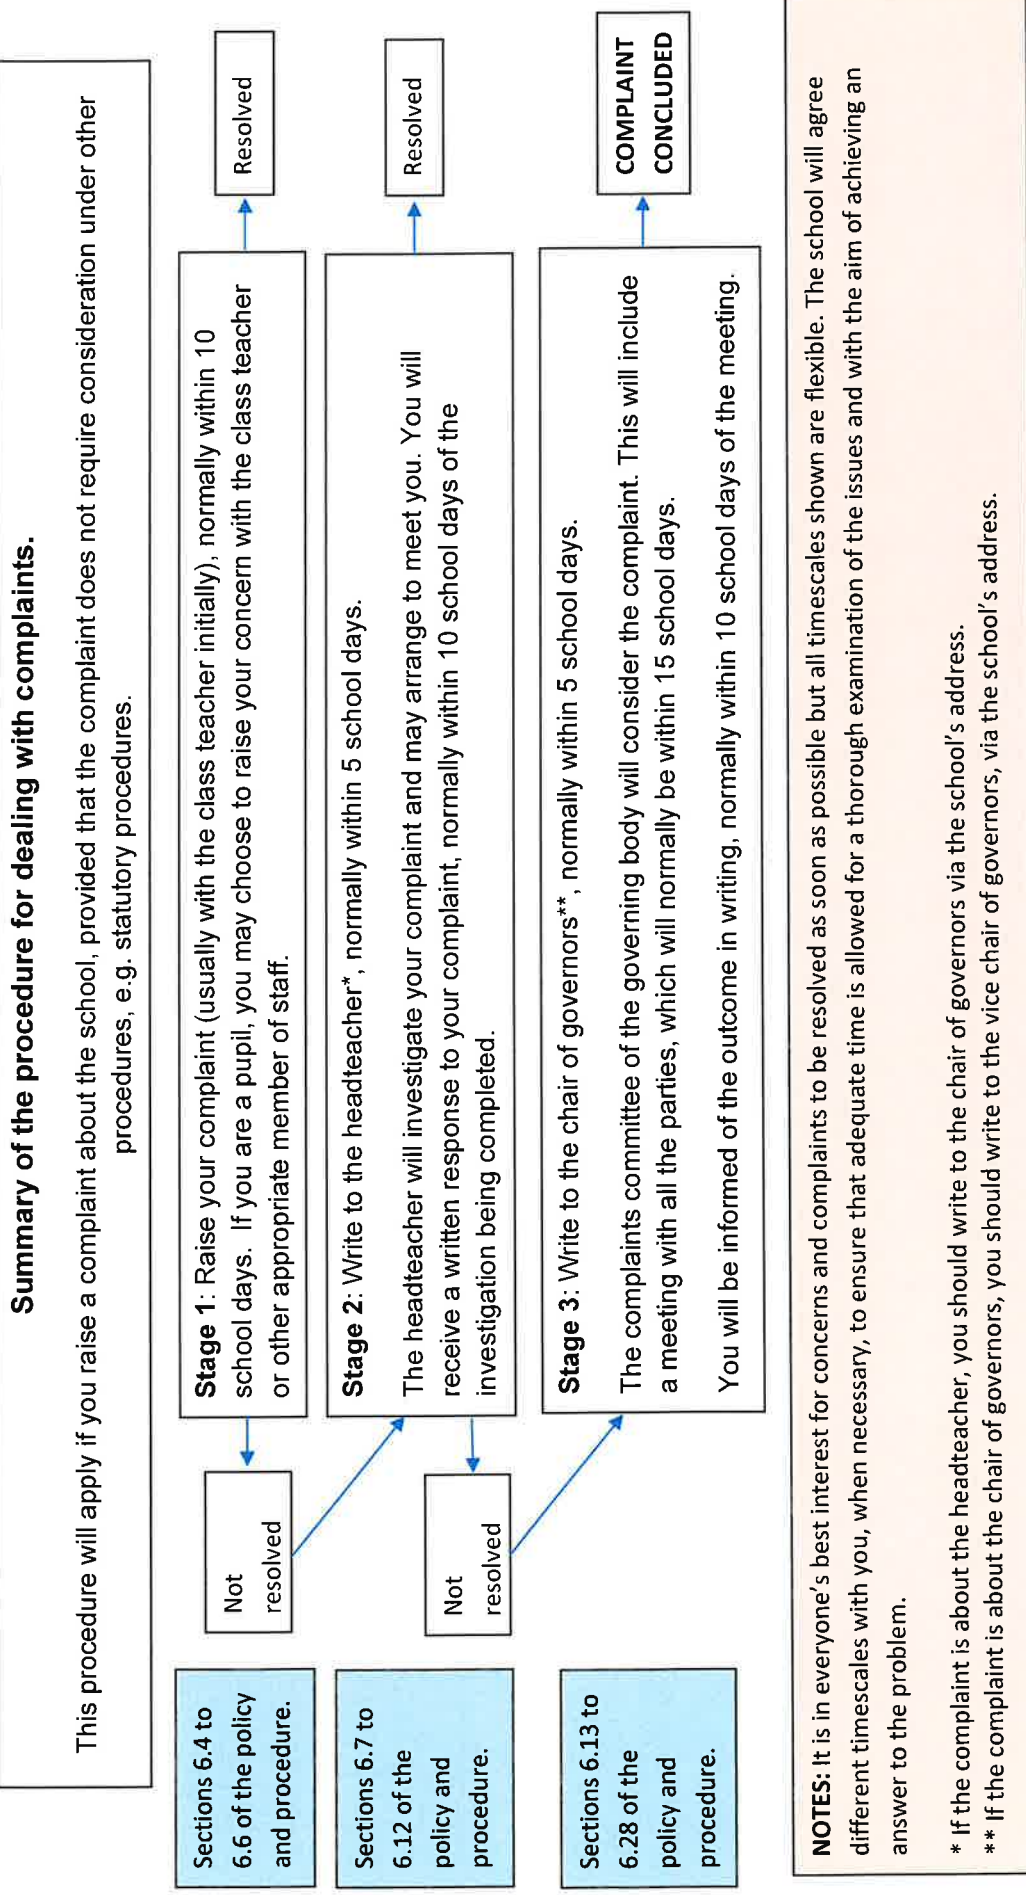 Summary of the procedure for dealing with complaints.
This procedure will apply if you raise a complaint about the school, provided that the complaint does not require consideration under other
procedures, e.g. statutory procedures.
Sections 6.4 to
6.6 of the policy
and procedure.
Not
resolved
Stage 1: Raise your complaint (usually with the class teacher initially), normally within 10
school days. If you are a pupil, you may choose to raise your concern with the class teacher
or other appropriate member of staff.
Resolved
Sections 6.7 to
6.12 of the
policy and
procedure.
Stage 2: Write to the headteacher*, normally within 5 school days.
The headteacher will investigate your complaint and may arrange to meet you. You will
receive a written response to your complaint, normally within 10 school days of the
investigation being completed.
Resolved
Not
resolved
Sections 6.13 to
6.28 of the
policy and
procedure.
Stage 3: Write to the chair of governors**, normally within 5 school days.
The complaints committee of the governing body will consider the complaint. This will include
a meeting with all the parties, which will normally be within 15 school days.
You will be informed of the outcome in writing, normally within 10 school days of the meeting.
COMPLAINT
CONCLUDED
NOTES: It is in everyone's best interest for concerns and complaints to be resolved as soon as possible but all timescales shown are flexible. The school will agree
different timescales with you, when necessary, to ensure that adequate time is allowed for a thorough examination of the issues and with the aim of achieving an
answer to the problem.
* If the complaint is about the headteacher, you should write to the chair of governors via the school's address.
** If the complaint is about the chair of governors, you should write to the vice chair of governors, via the school's address.